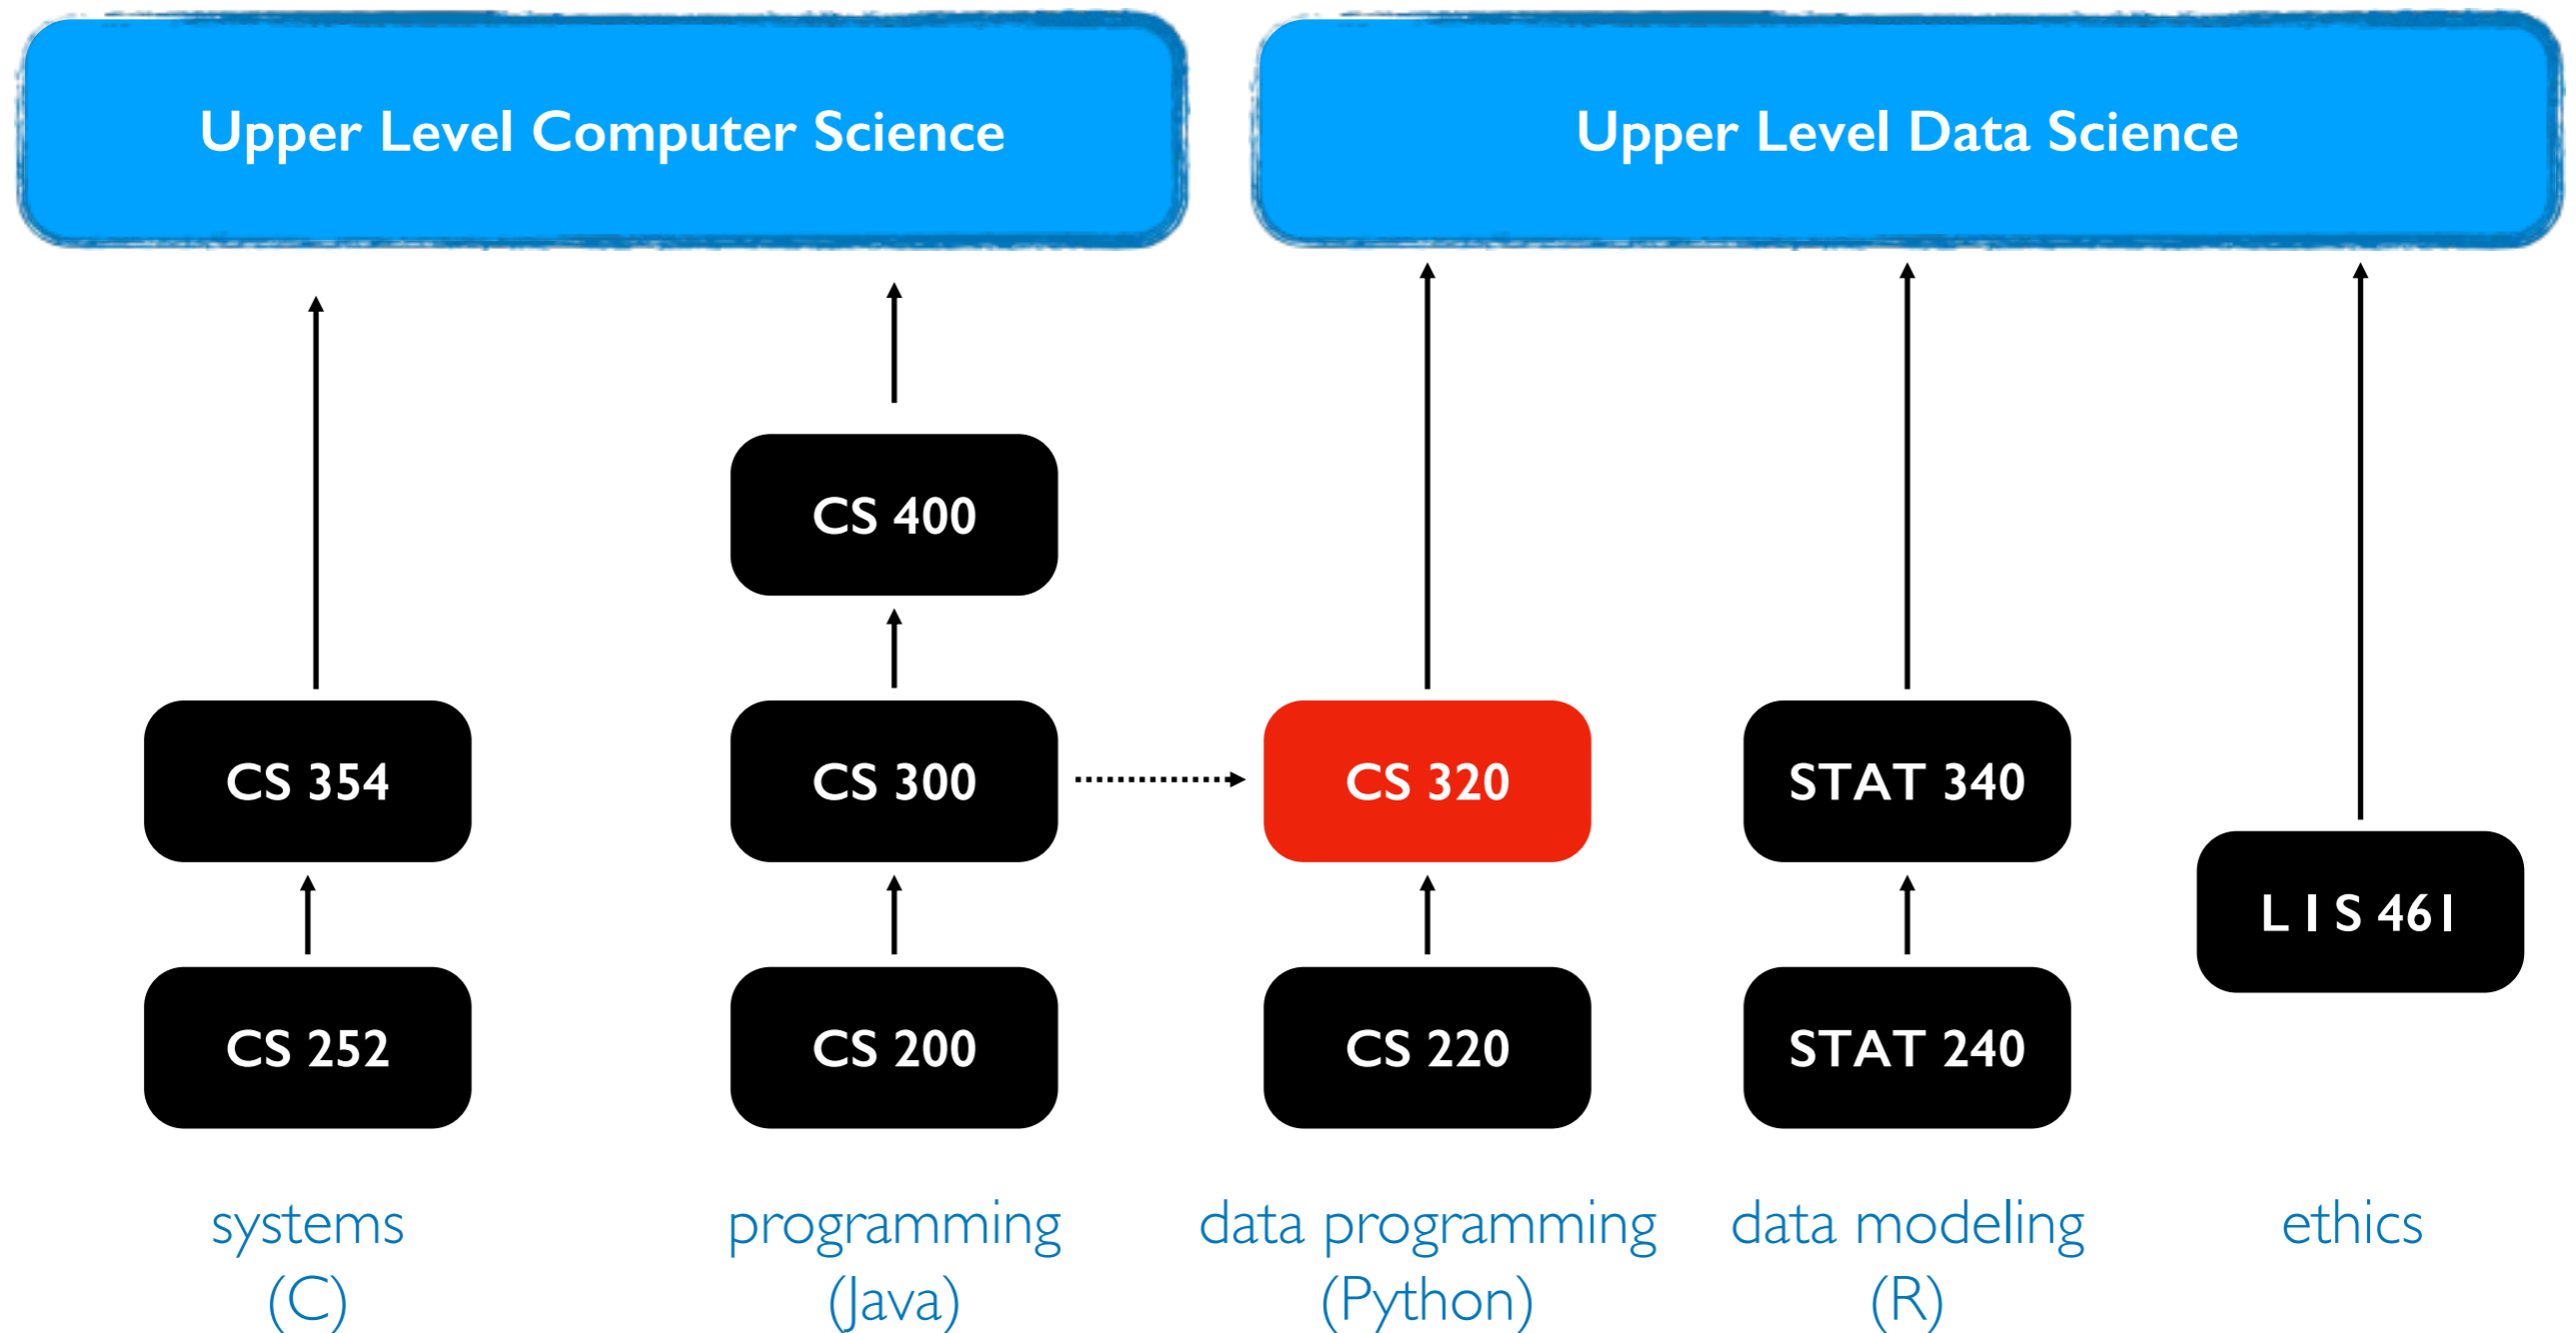 Upper Level Computer Science
Upper Level Data Science
CS 400
CS 354
CS 300
CS 320
STAT 340
L I S 461
CS 252
CS 200
CS 220
STAT 240
systems
(C)
programming
(Java)
data programming
(Python)
data modeling
(R)
ethics